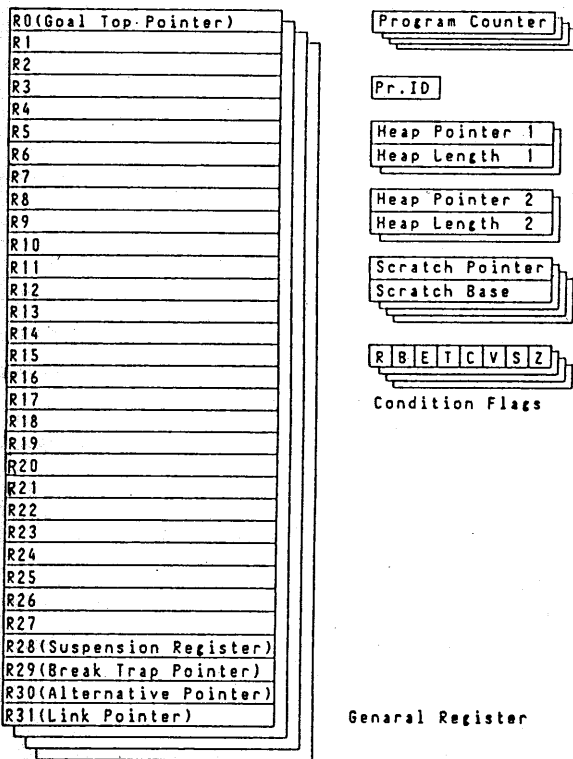 R0(Goal Top Pointer)
R1
R2
R3
R4
R5
R6
R7
R8
R9
R10
R11
R12
R13
R14
R15
R16
R17
R18
R19
R20
R21
R22
R23
R24
R25
R26
R27
R28(Suspension Register)
R29(Break Trap Pointer)
R30(Alternative Pointer)
R31(Link Pointer)
Program Counter
Pr.ID
Heap Pointer 1
Heap Length 1
Heap Pointer 2
Heap Length 2
Scratch Pointer
Scratch Base
R B E T C V S Z
Condition Flags
Genaral Register